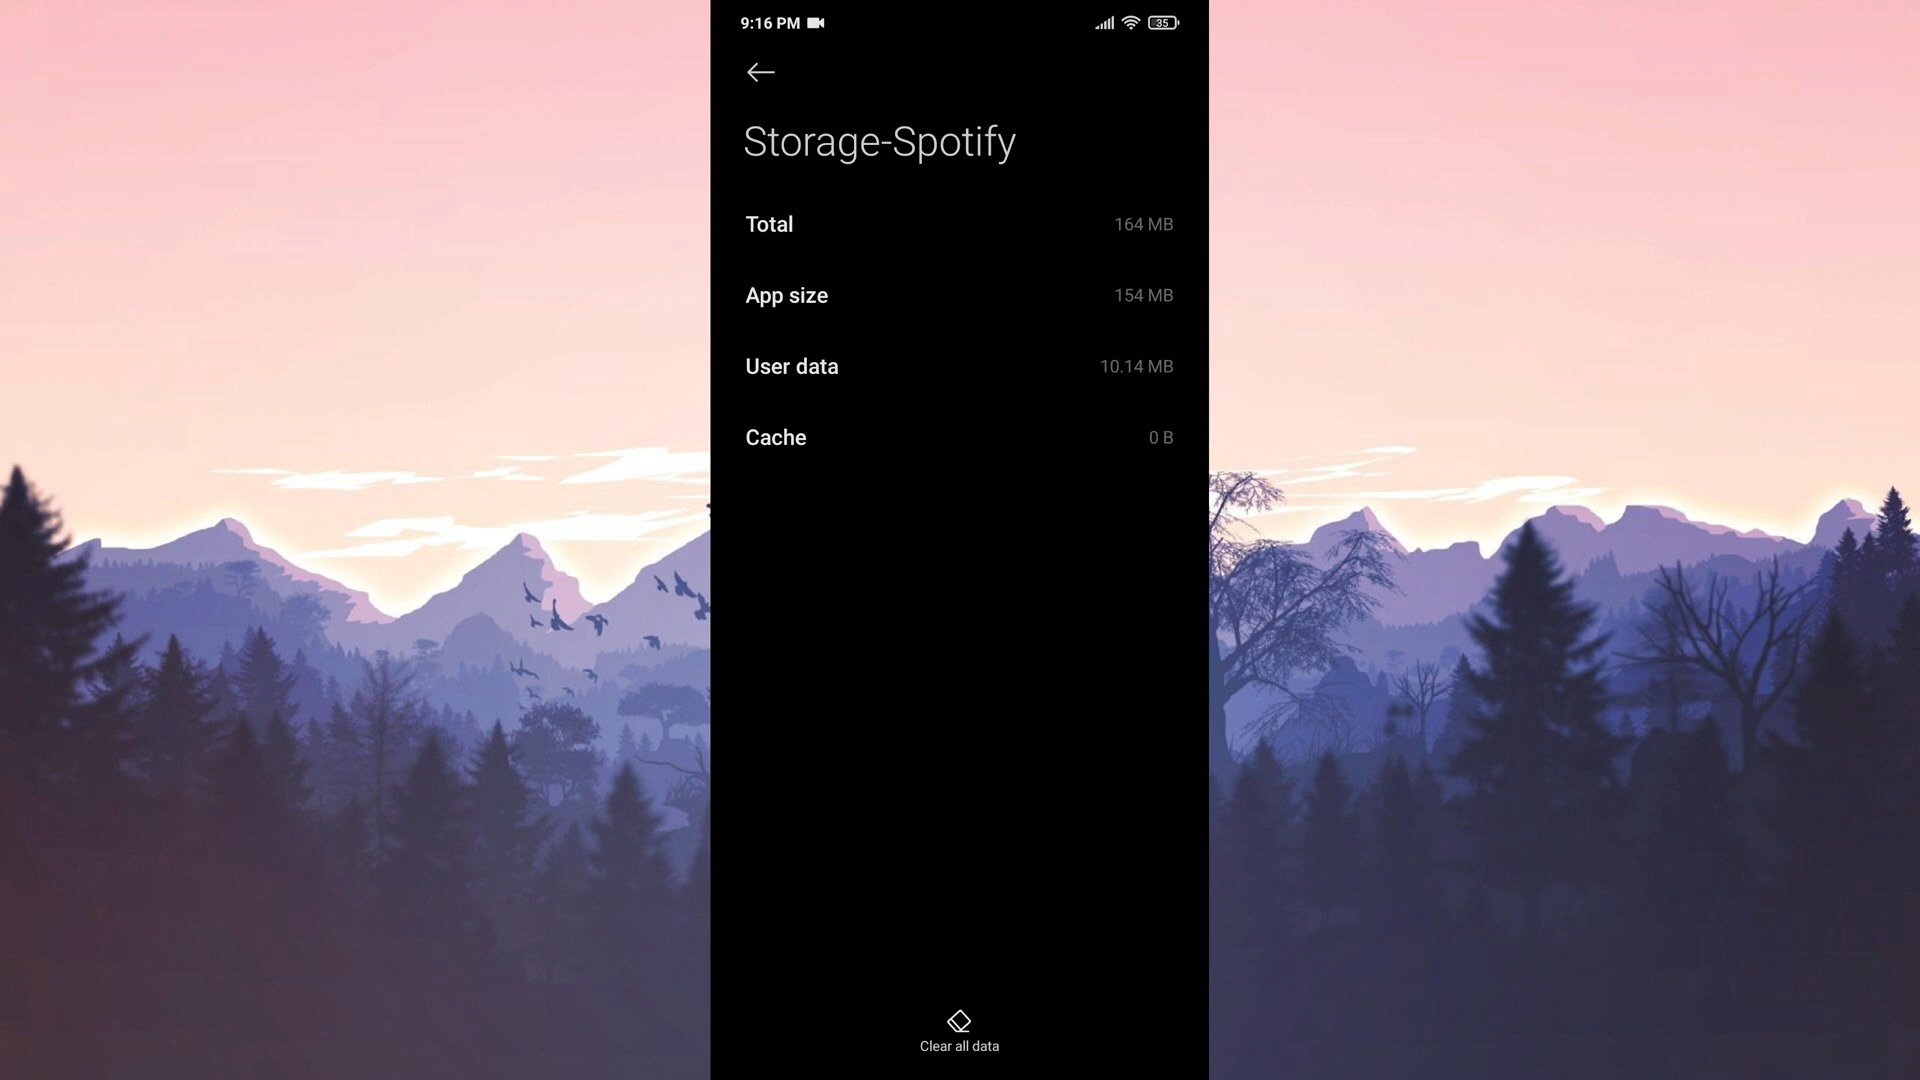 9:16 PM
35
Storage-Spotify
Total 164 MB
App size 154 MB
User data 10.14 MB
Cache 0 B
Clear all data